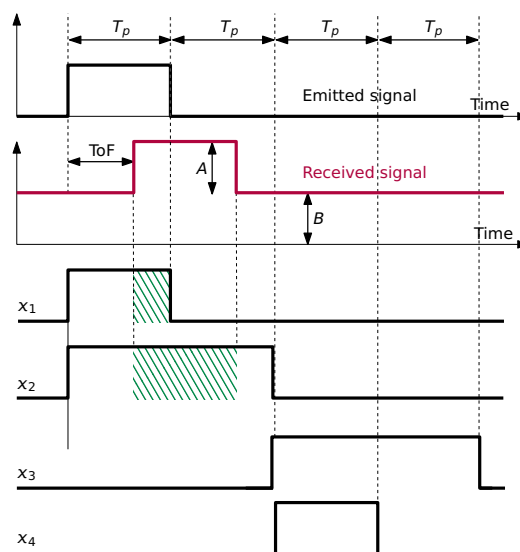 T_p T_p T_p T_p
Emitted signal
Time
ToF
A
Received signal
B
Time
x_1
x_2
x_3
x_4